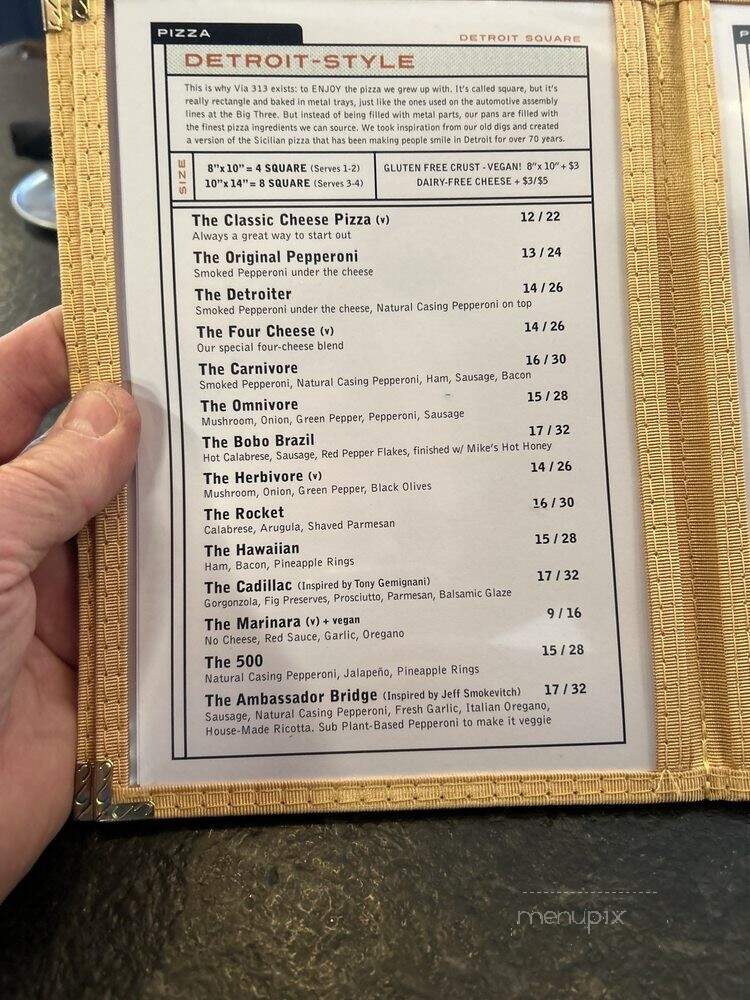 PIZZA
DETROIT SQUARE
DETROIT-STYLE
This is why Via 313 exists: to ENJOY the pizza we grew up with. It's called square, but it's
really rectangle and baked in metal trays, just like the ones used on the automotive assembly
lines at the Big Three. But instead of being filled with metal parts, our pans are filled with
the finest pizza ingredients we can source. We took inspiration from our old digs and created
a version of the Sicilian pizza that has been making people smile in Detroit for over 70 years.
SIZE
8"x10"= 4 SQUARE (Serves 1-2)
10"x14"= 8 SQUARE (Serves 3-4)
GLUTEN FREE CRUST - VEGAN! 8"x 10"+ $3
DAIRY-FREE CHEESE + $3/$5
The Classic Cheese Pizza (v) 12 / 22
Always a great way to start out
The Original Pepperoni 13 / 24
Smoked Pepperoni under the cheese
The Detroiter 14 / 26
Smoked Pepperoni under the cheese, Natural Casing Pepperoni on top
The Four Cheese (v) 14 / 26
Our special four-cheese blend
The Carnivore 16 / 30
Smoked Pepperoni, Natural Casing Pepperoni, Ham, Sausage, Bacon
The Omnivore 15 / 28
Mushroom, Onion, Green Pepper, Pepperoni, Sausage
The Bobo Brazil 17 / 32
Hot Calabrese, Sausage, Red Pepper Flakes, finished w/ Mike's Hot Honey
The Herbivore (v) 14 / 26
Mushroom, Onion, Green Pepper, Black Olives
The Rocket 16 / 30
Calabrese, Arugula, Shaved Parmesan
The Hawaiian 15 / 28
Ham, Bacon, Pineapple Rings
The Cadillac (Inspired by Tony Gemignani) 17 / 32
Gorgonzola, Fig Preserves, Prosciutto, Parmesan, Balsamic Glaze
The Marinara (v) + vegan 9 / 16
No Cheese, Red Sauce, Garlic, Oregano
The 500 15 / 28
Natural Casing Pepperoni, Jalapeño, Pineapple Rings
The Ambassador Bridge (Inspired by Jeff Smokevitch) 17 / 32
Sausage, Natural Casing Pepperoni, Fresh Garlic, Italian Oregano,
House-Made Ricotta. Sub Plant-Based Pepperoni to make it veggie
P
menupix